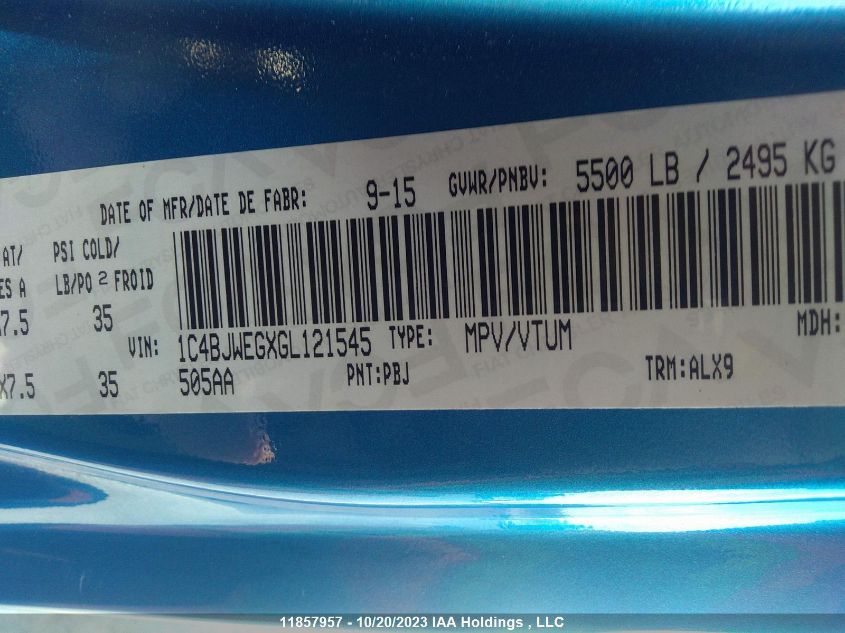 DATE OF MFR/DATE DE FABR: 9-15 GVWR/PNBV: 5500 LB / 2495 KG
AT/ PSI COLD/
ES A LB/PO 2 FROID
7.5 35
VIN: 1C4BJWEGXGL121545 TYPE: MPV/VTUM MDH:
X7.5 35 505AA PNT:PBJ TRM:ALX9
11857957 - 10/20/2023 IAA Holdings , LLC